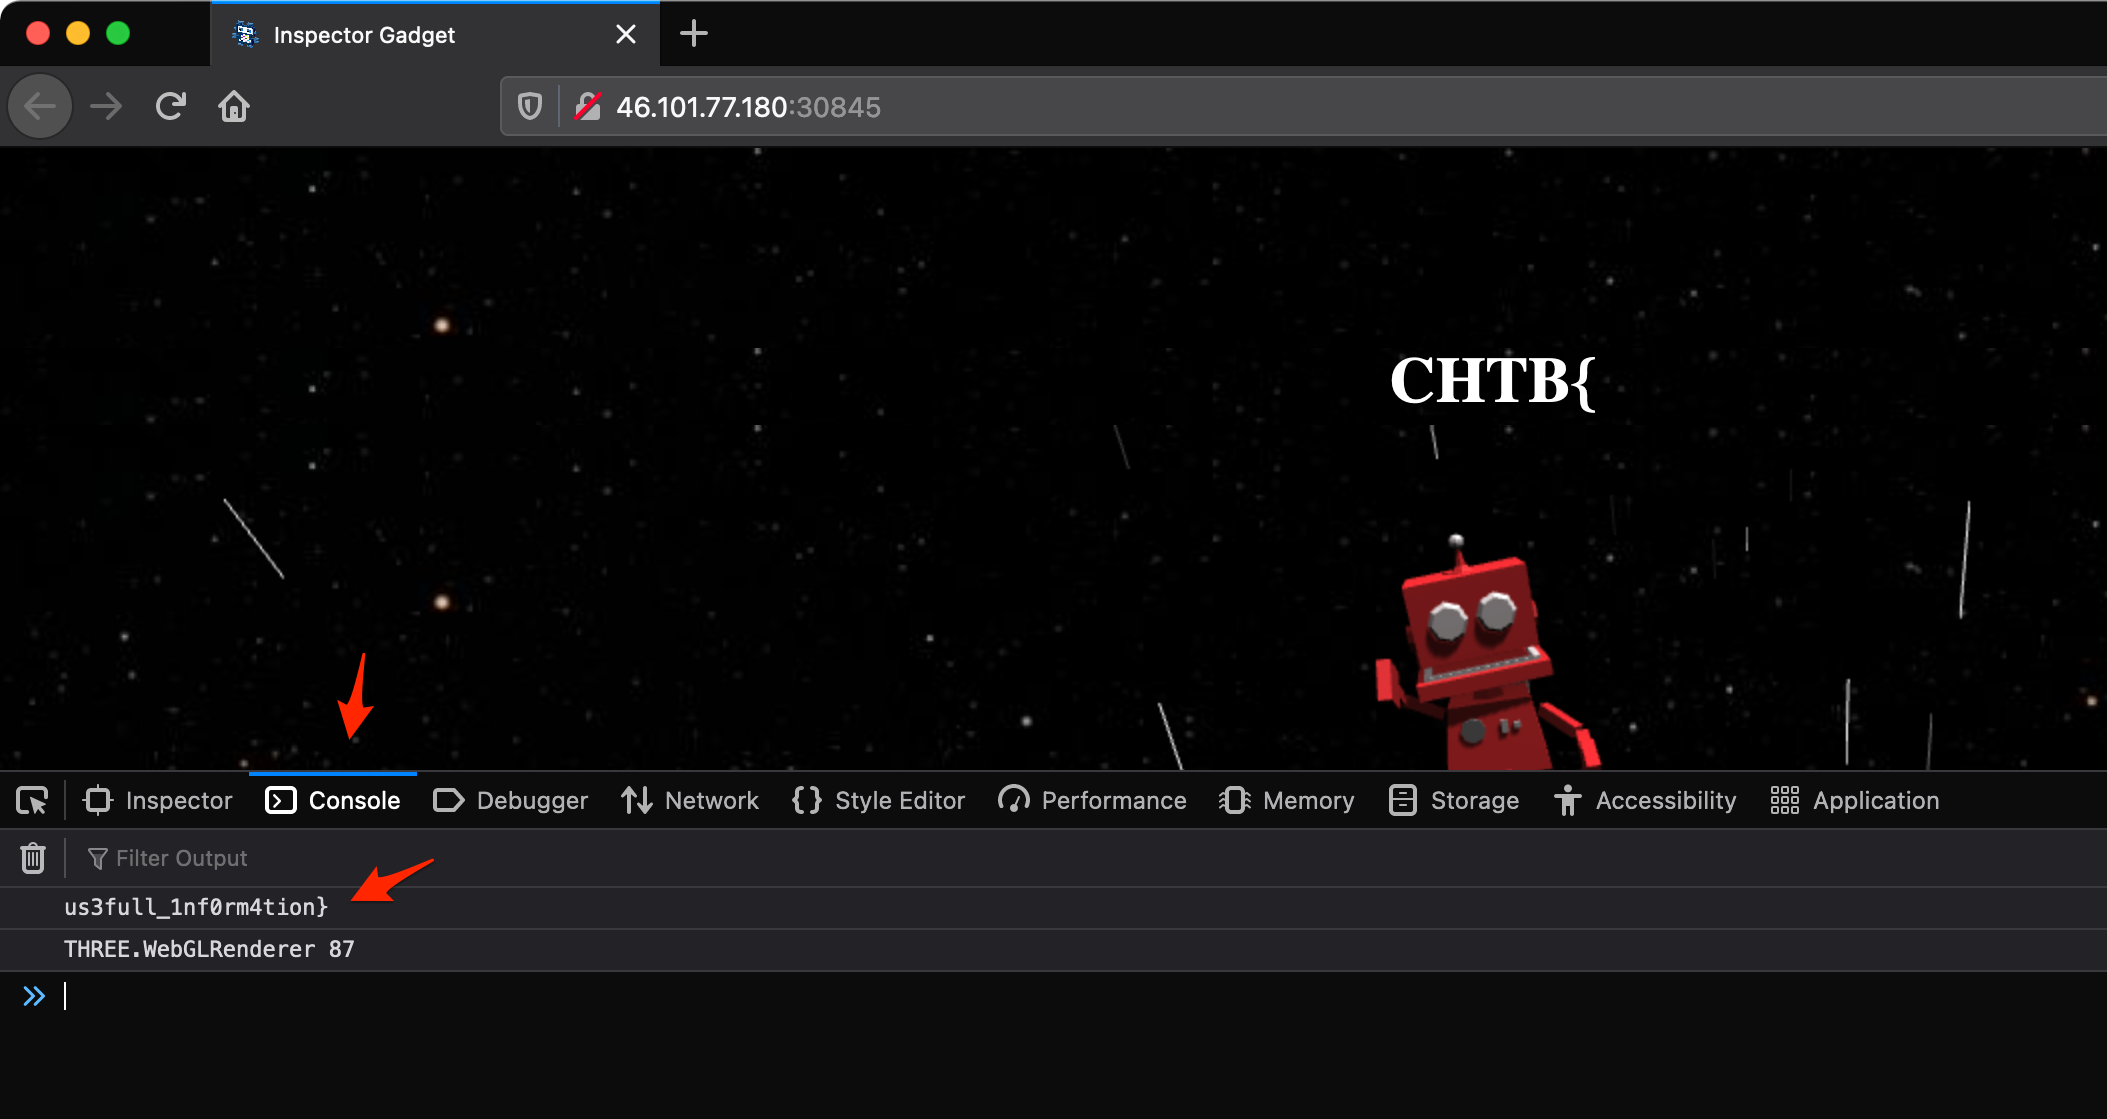 Inspector Gadget
46.101.77.180:30845
CHTB{
Inspector Console Debugger Network Style Editor Performance Memory Storage Accessibility Application
Filter Output
us3full_1nf0rm4tion}
THREE.WebGLRenderer 87